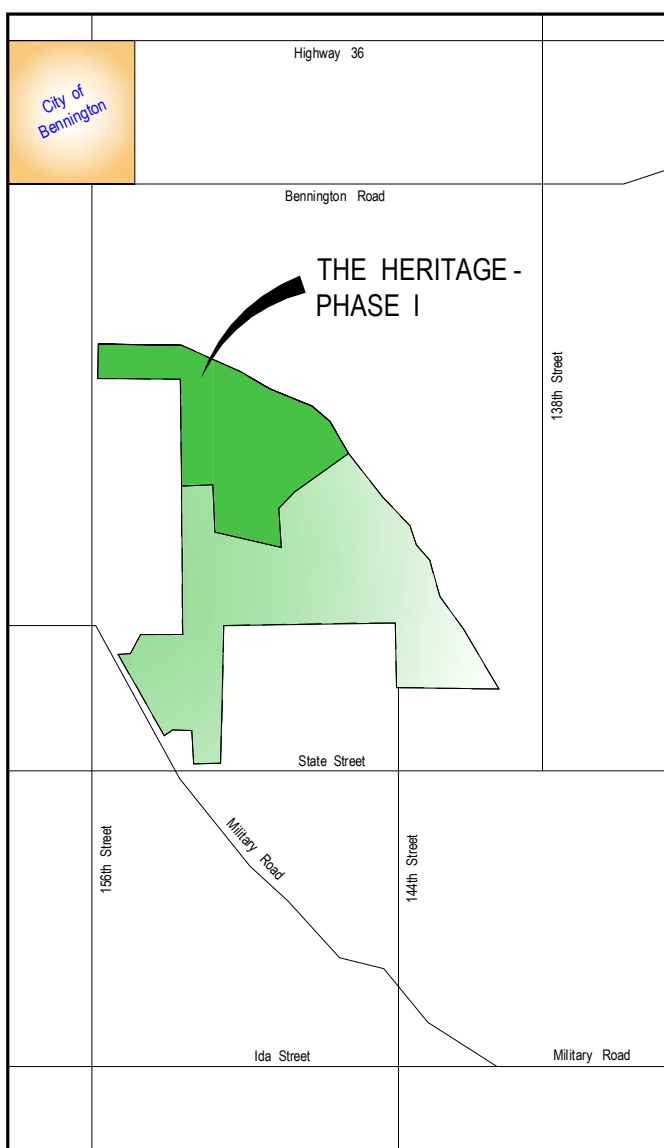 Highway 36
City of
Bennington
Bennington Road
THE HERITAGE -
PHASE I
138th Street
State Street
156th Street
Military Road
144th Street
Ida Street
Military Road